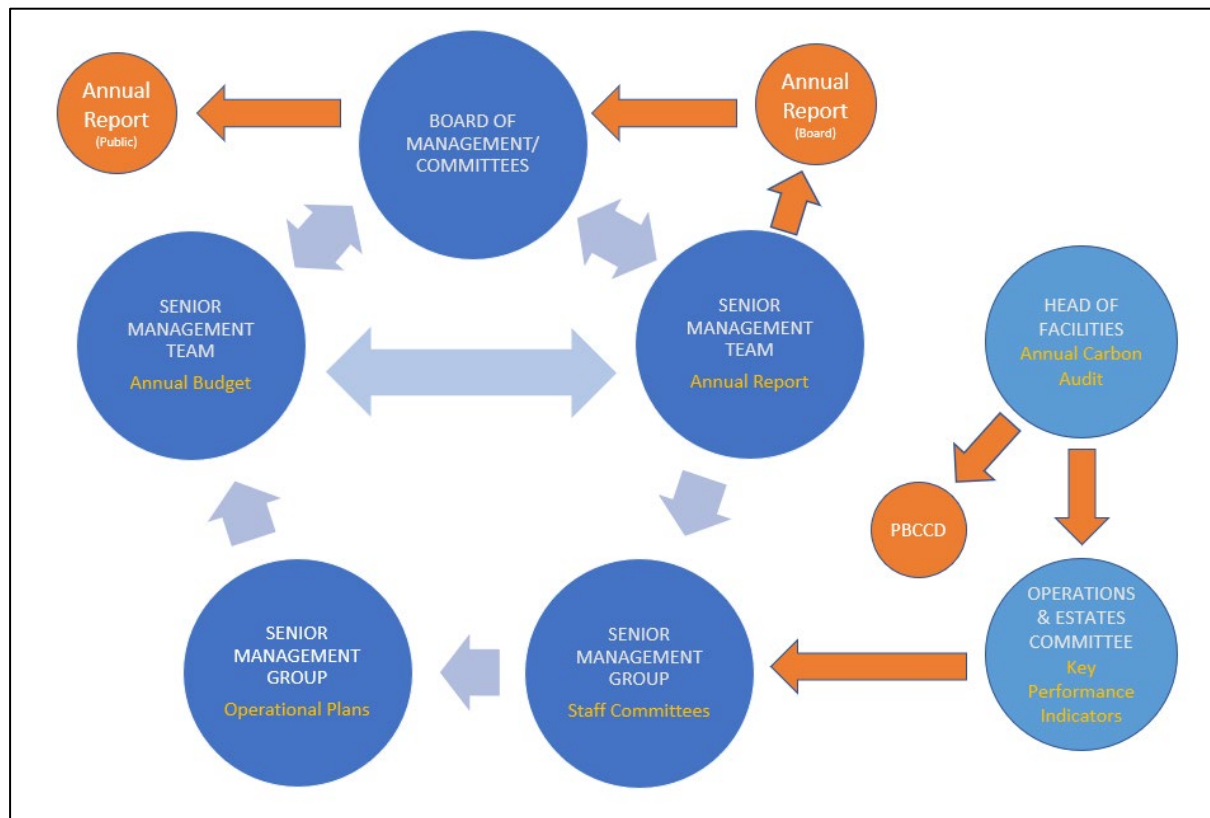 Annual
Report
(Public)
BOARD OF
MANAGEMENT/
COMMITTEES
Annual
Report
(Board)
SENIOR
MANAGEMENT
TEAM
Annual Budget
SENIOR
MANAGEMENT
TEAM
Annual Report
HEAD OF
FACILITIES
Annual Carbon
Audit
PBCCD
SENIOR
MANAGEMENT
GROUP
Operational Plans
SENIOR
MANAGEMENT
GROUP
Staff Committees
OPERATIONS
& ESTATES
COMMITTEE
Key
Performance
Indicators